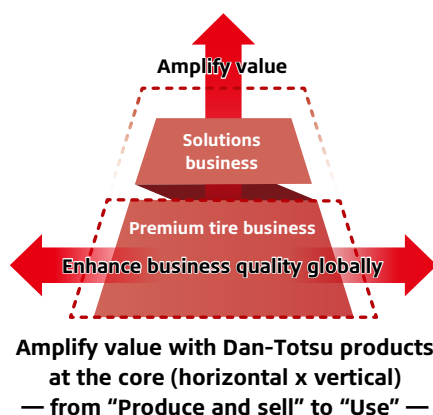 Amplify value
Solutions
business
Premium tire business
Enhance business quality globally
Amplify value with Dan-Totsu products
at the core (horizontal x vertical)
— from “Produce and sell” to “Use” —